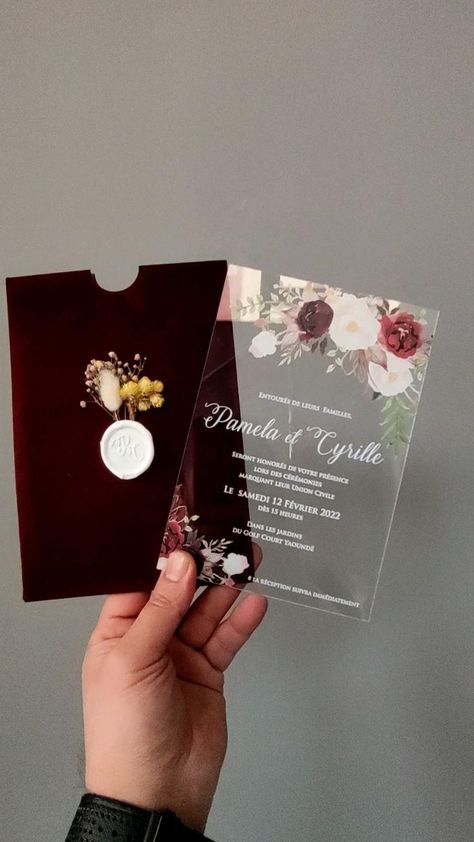 Entourés de leurs Familles,
Pamela et Cyrille
Seront honorés de votre présence
lors des cérémonies
marquant leur Union Civile
Le Samedi 12 Février 2022
dès 15 heures
Dans les jardins
du Golf Court Yaoundé
La réception suivra immédiatement